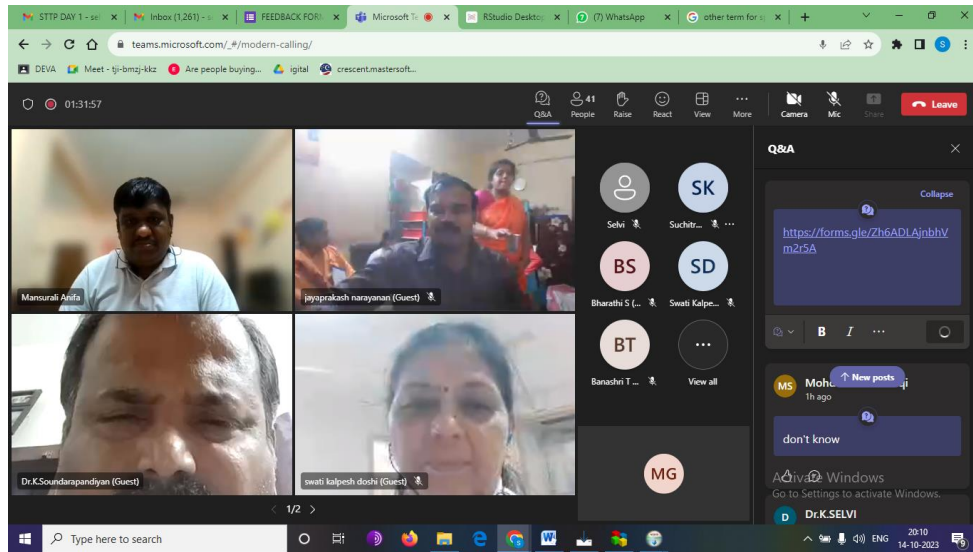 STTP DAY 1 - sel
Inbox (1,261) - s
FEEDBACK FORM
Microsoft Te
RStudio Desktop
(7) WhatsApp
other term for s
teams.microsoft.com/_#/modern-calling/
DEVA
Meet - tji-bmzj-kkz
Are people buying...
igital
crescent.mastersoft...
01:31:57
Q&A
41
People
Raise
React
View
More
Camera
Mic
Share
Leave
Mansurali Anifa
jayaprakash narayanan (Guest)
Dr.K.Soundarapandiyan (Guest)
swati kalpesh doshi (Guest)
1/2
Selvi
SK
Suchitr...
BS
Bharathi S (...
SD
Swati Kalpe...
BT
Banashri T ...
View all
MG
Q&A
Collapse
https://forms.gle/Zh6ADLAjnbhV
m2r5A
B I
MS
New posts
1h ago
don't know
Activate Windows
Go to Settings to activate Windows.
D
Dr.K.SELVI
Type here to search
ENG
20:10
14-10-2023